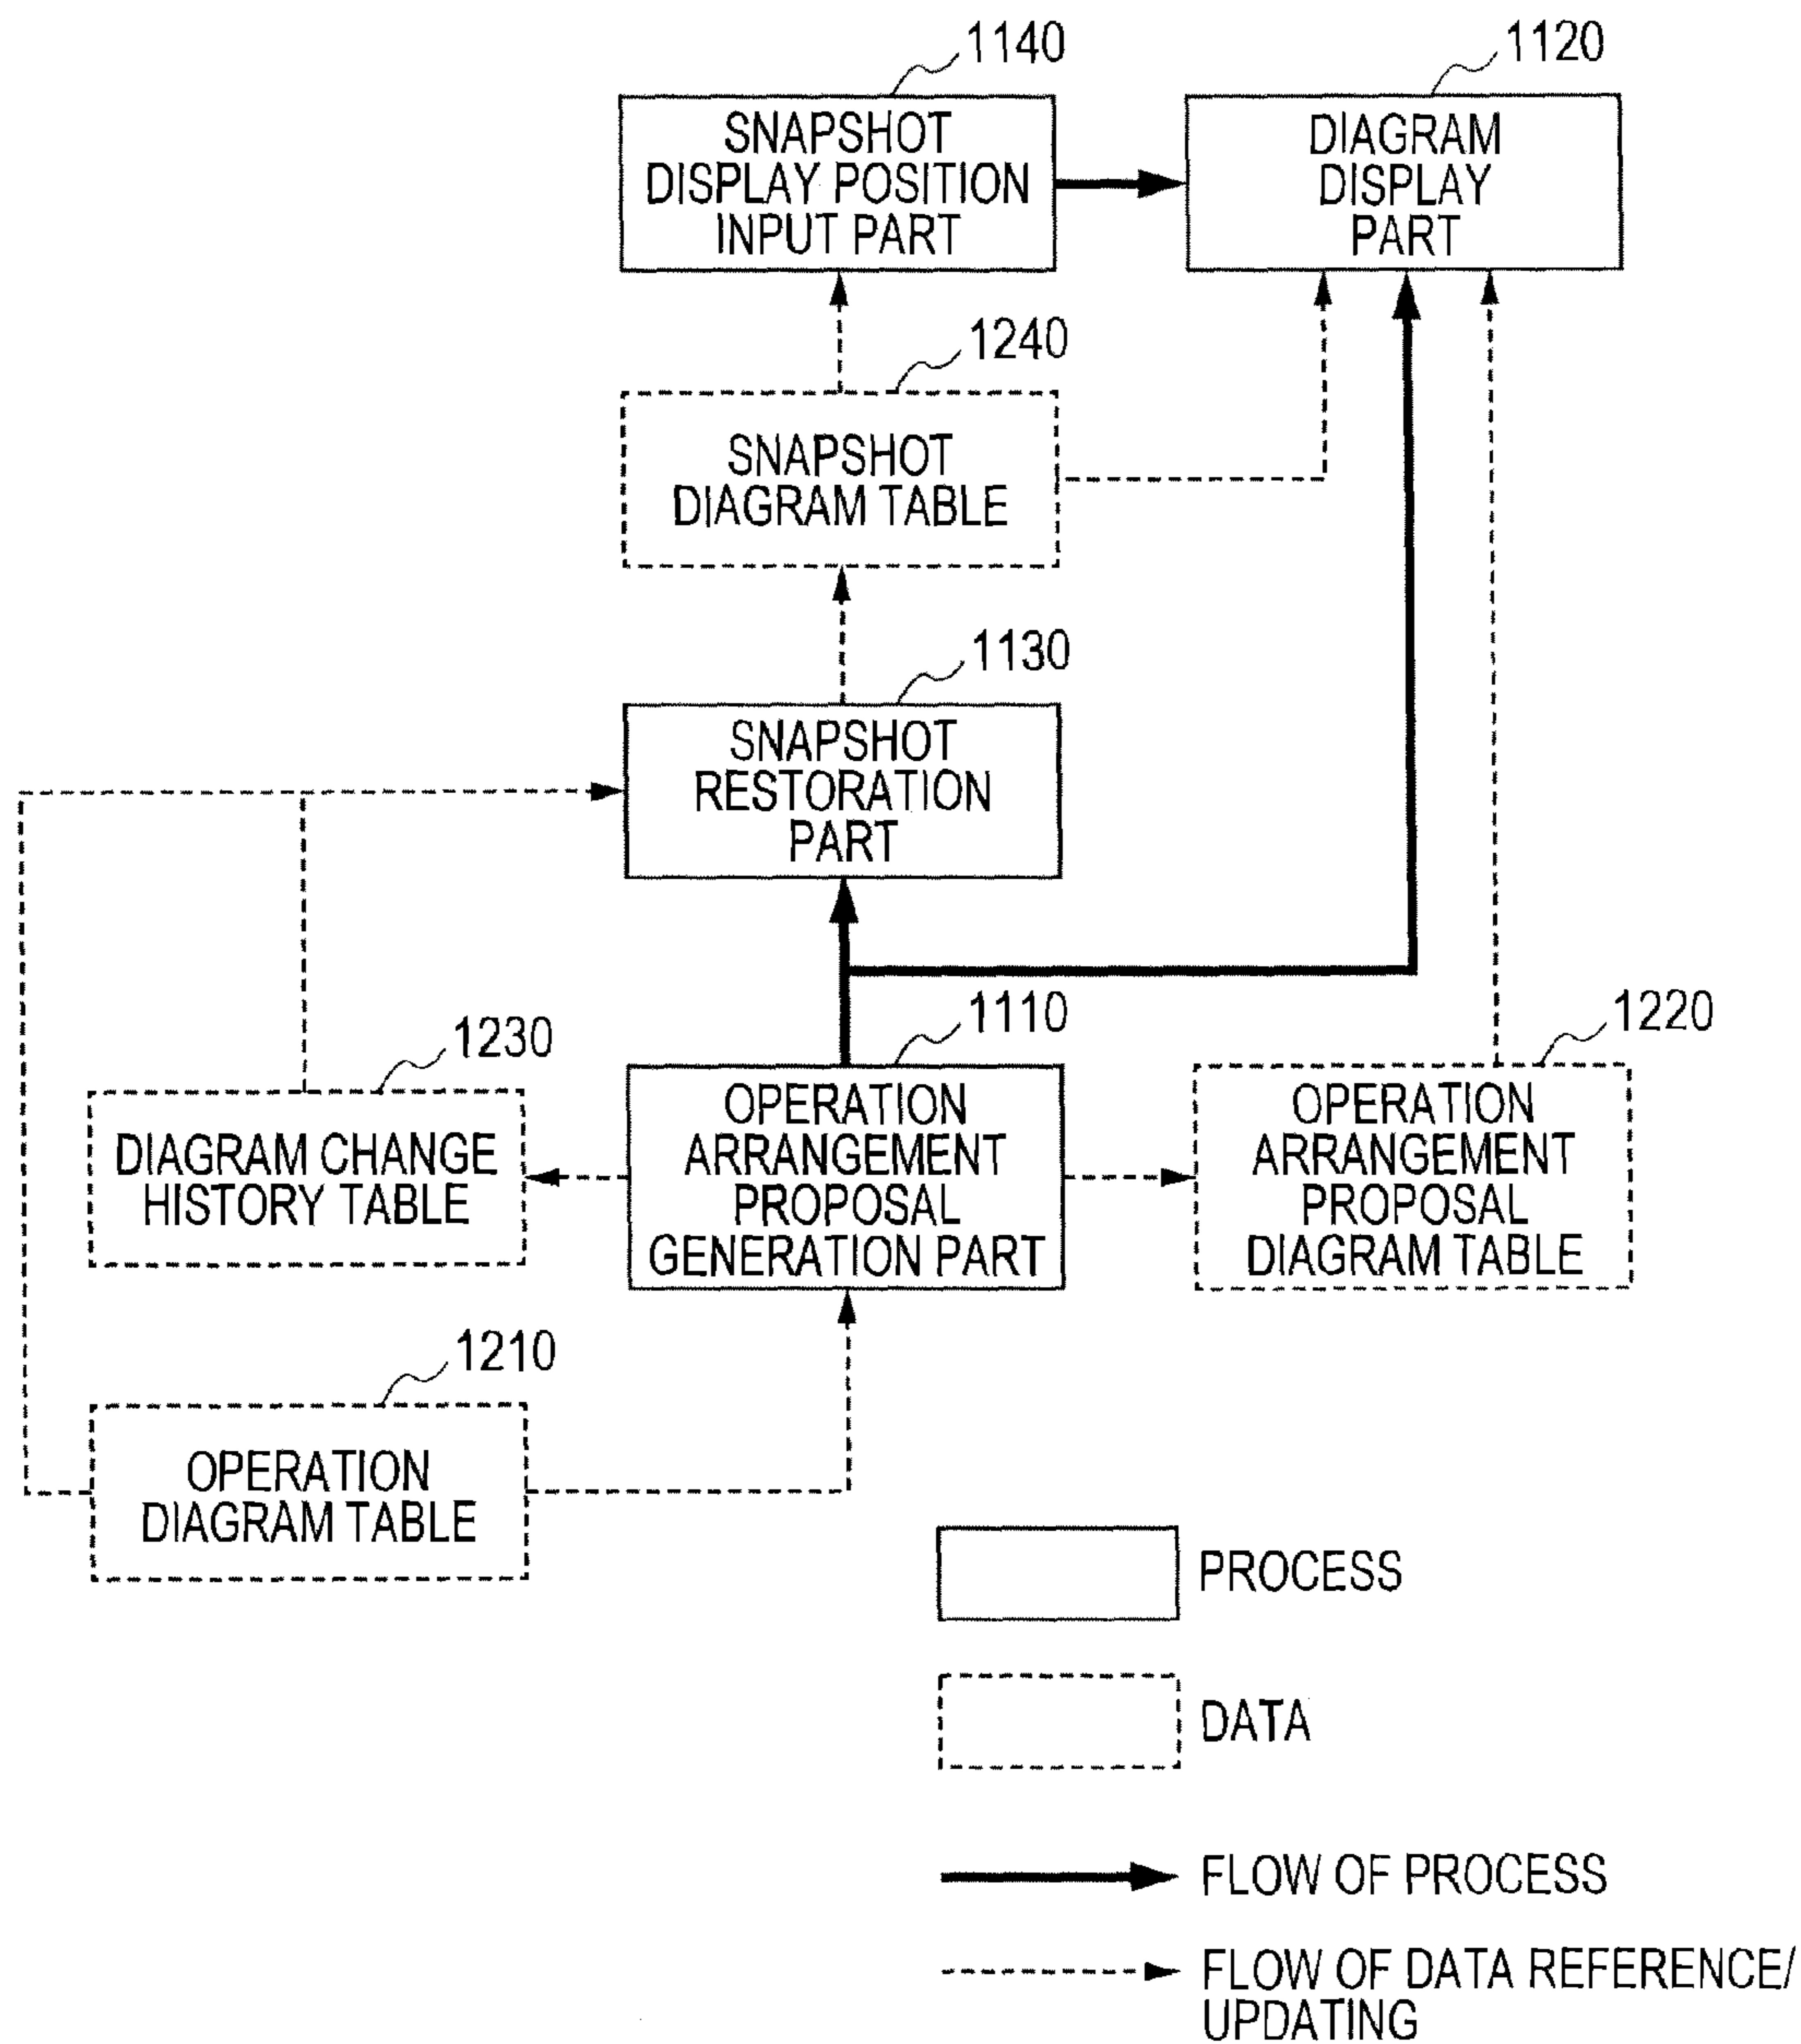 1140
SNAPSHOT
DISPLAY POSITION
INPUT PART
1120
DIAGRAM
DISPLAY
PART
1240
SNAPSHOT
DIAGRAM TABLE
1130
SNAPSHOT
RESTORATION
PART
1230
DIAGRAM CHANGE
HISTORY TABLE
1110
OPERATION
ARRANGEMENT
PROPOSAL
GENERATION PART
1220
OPERATION
ARRANGEMENT
PROPOSAL
DIAGRAM TABLE
1210
OPERATION
DIAGRAM TABLE
PROCESS
DATA
FLOW OF PROCESS
FLOW OF DATA REFERENCE/
UPDATING